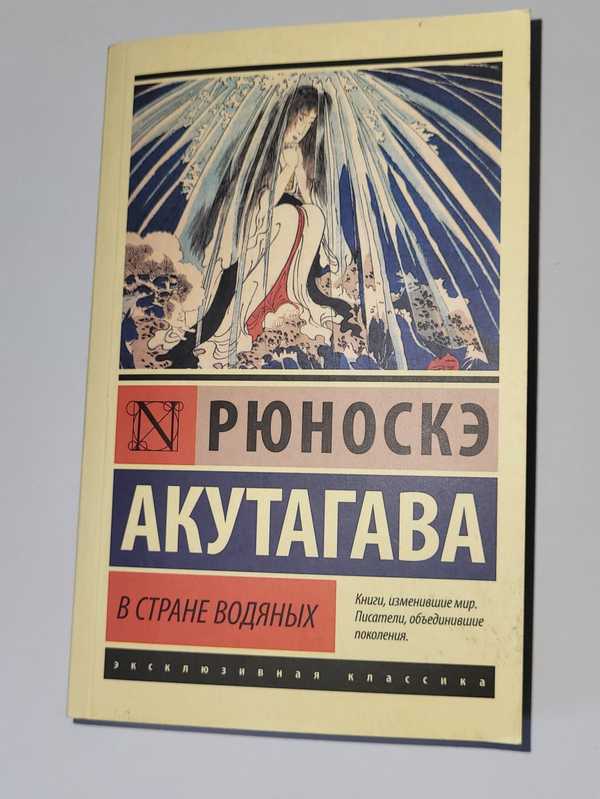 N РЮНОСКЭ
АКУТАГАВА
В СТРАНЕ ВОДЯНЫХ
Книги, изменившие мир.
Писатели, объединившие
поколения.
эксклюзивная классика